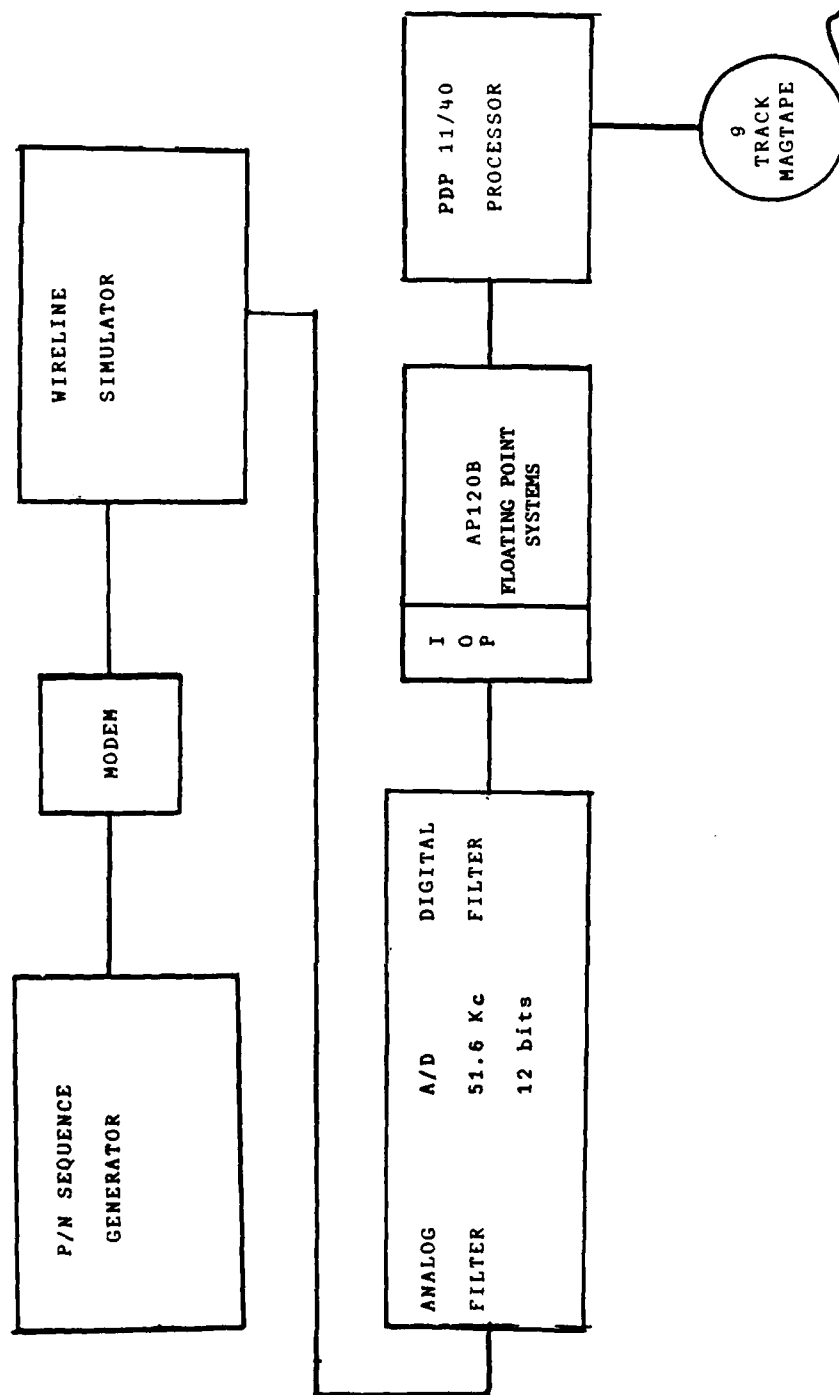 P/N SEQUENCE
GENERATOR
MODEM
WIRELINE
SIMULATOR
ANALOG
FILTER
A/D
51.6 Kc
12 bits
DIGITAL
FILTER
I
O
P
AP120B
FLOATING POINT
SYSTEMS
PDP 11/40
PROCESSOR
9
TRACK
MAGTAPE